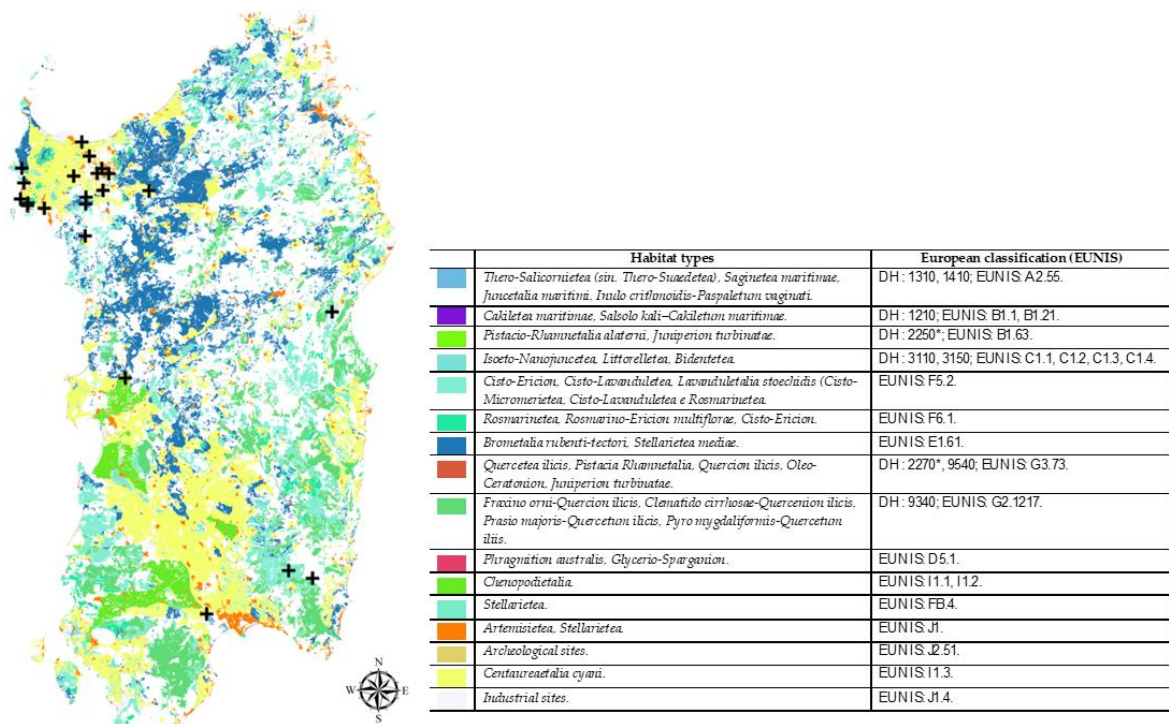 Habitat types European classification (EUNIS)
Thero-Salicornietea (sin. Thero-Suaedetea), Saginetea maritimae, DH : 1310, 1410; EUNIS: A2.55.
Juncetalia maritimi, Inulo crithmoidis-Paspaletum vaginati.
Cakiletea maritimae, Salsolo kali–Cakiletum maritimae. DH : 1210; EUNIS: B1.1, B1.21.
Pistacio-Rhamnetalia alaterni, Juniperion turbinatae. DH : 2250*; EUNIS: B1.63.
Isoeto-Nanojuncetea, Littorelletea, Bidentetea. DH : 3110, 3150; EUNIS: C1.1, C1.2, C1.3, C1.4.
Cisto-Ericion, Cisto-Lavanduletea, Lavanduletalia stoechidis (Cisto- EUNIS: F5.2.
Micromerietea, Cisto-Lavanduletea e Rosmarinetea.
Rosmarinetea, Rosmarino-Ericion multiflorae, Cisto-Ericion. EUNIS: F6.1.
Brometalia rubenti-tectori, Stellarietea mediae. EUNIS: E1.61.
Quercetea ilicis, Pistacia Rhamnetalia, Quercion ilicis, Oleo- DH : 2270*, 9540; EUNIS: G3.73.
Ceratonion, Juniperion turbinatae.
Fraxino orni-Quercion ilicis, Clematido cirrhosae-Quercenion ilicis, DH : 9340; EUNIS: G2.1217.
Prasio majoris-Quercetum ilicis, Pyro mygdaliformis-Quercetum
iliis.
Phragmition australis, Glycerio-Sparganion. EUNIS: D5.1.
Chenopodietalia. EUNIS: I1.1, I1.2.
Stellarietea. EUNIS: FB.4.
Artemisietea, Stellarietea. EUNIS: J1.
Archeological sites. EUNIS: J2.51.
Centaureaetalia cyani. EUNIS: I1.3.
Industrial sites. EUNIS: J1.4.
N
W E
S